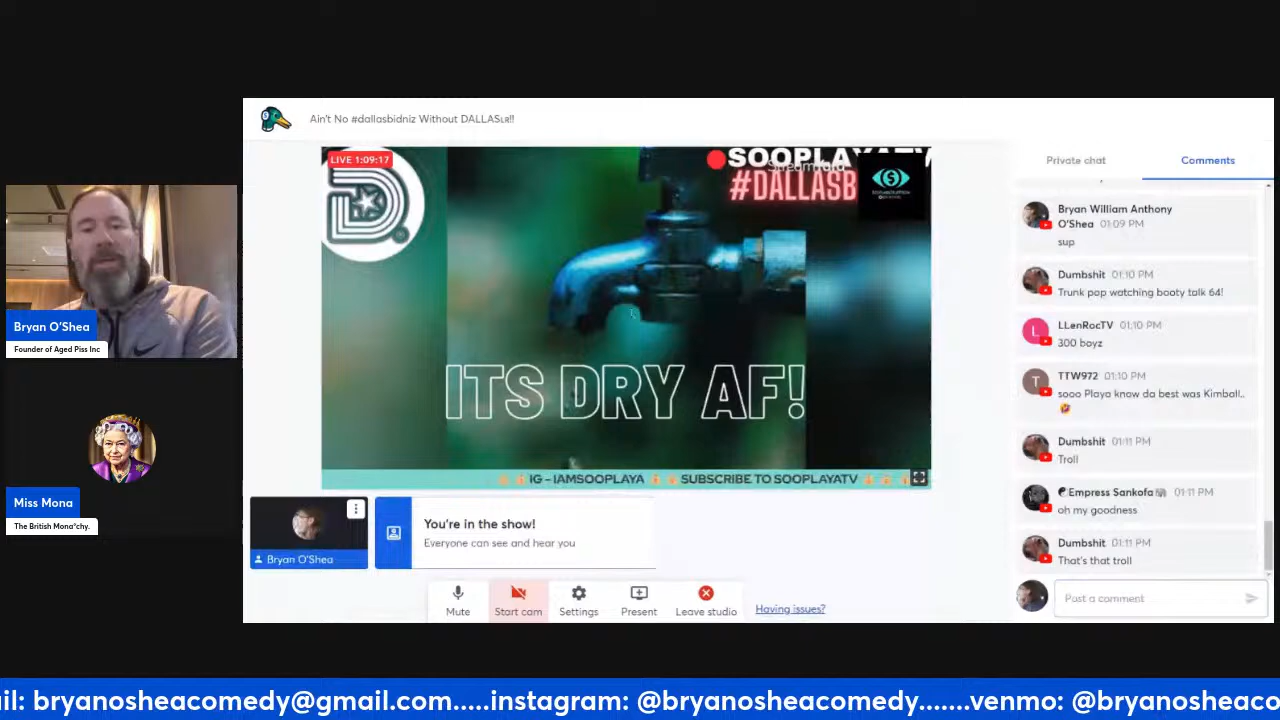 Ain't No #dallasbidniz Without DALLASLR!!
Private chat
Comments
LIVE 1:09:17
SOOPLAYATV
StreamYard
#DALLASB
D.
ITS DRY AF!
IG - IAMSOOPLAYA
SUBSCRIBE TO SOOPLAYATV
Bryan O'Shea
Founder of Aged Piss Inc
Miss Mona
The British Mona*chy.
Bryan William Anthony
O'Shea 01:09 PM
sup
Dumbshit 01:10 PM
Trunk pop watching booty talk 64!
LLenRocTV 01:10 PM
300 boyz
TTW972 01:10 PM
sooo Playa know da best was Kimball..
🤣
Dumbshit 01:11 PM
Troll
Empress Sankofa 01:11 PM
oh my goodness
Dumbshit 01:11 PM
That's that troll
Post a comment
Bryan O'Shea
You're in the show!
Everyone can see and hear you
Mute
Start cam
Settings
Present
Leave studio
Having issues?
il: bryanosheacomedy@gmail.com.....instagram: @bryanosheacomedy.......venmo: @bryanosheaco